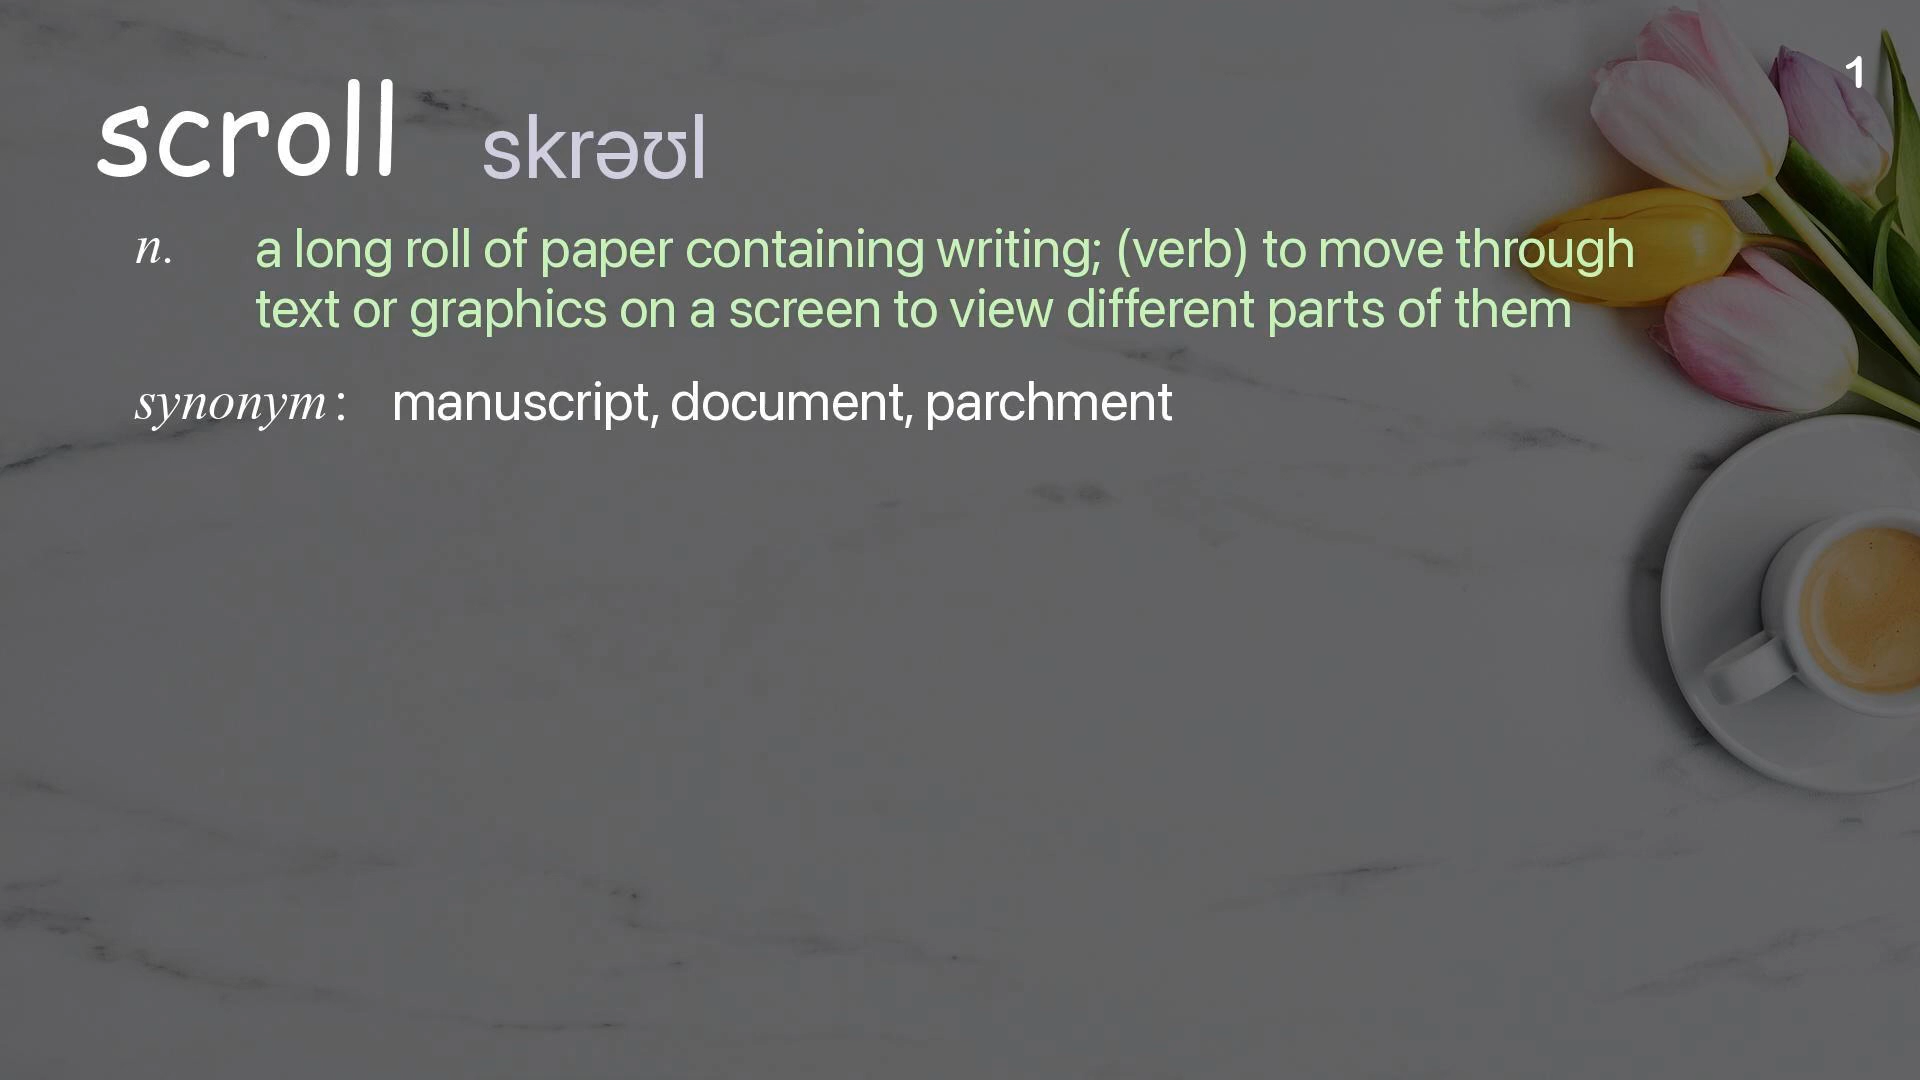 1
scroll skrəʊl
n. a long roll of paper containing writing; (verb) to move through
text or graphics on a screen to view different parts of them
synonym : manuscript, document, parchment